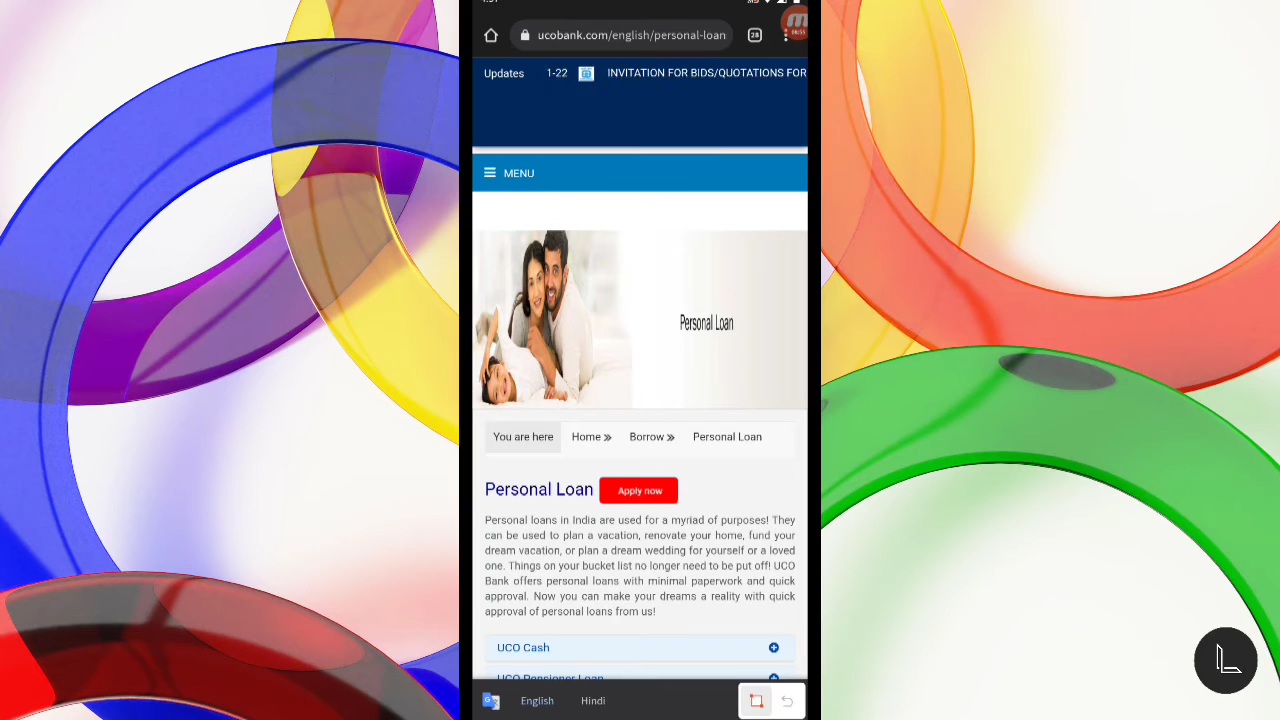 ucobank.com/english/personal-loan
28
Updates 1-22 INVITATION FOR BIDS/QUOTATIONS FOR
MENU
Personal Loan
You are here Home » Borrow » Personal Loan
Personal Loan Apply now
Personal loans in India are used for a myriad of purposes! They
can be used to plan a vacation, renovate your home, fund your
dream vacation, or plan a dream wedding for yourself or a loved
one. Things on your bucket list no longer need to be put off! UCO
Bank offers personal loans with minimal paperwork and quick
approval. Now you can make your dreams a reality with quick
approval of personal loans from us!
UCO Cash
UCO Pensioner Loan
English Hindi